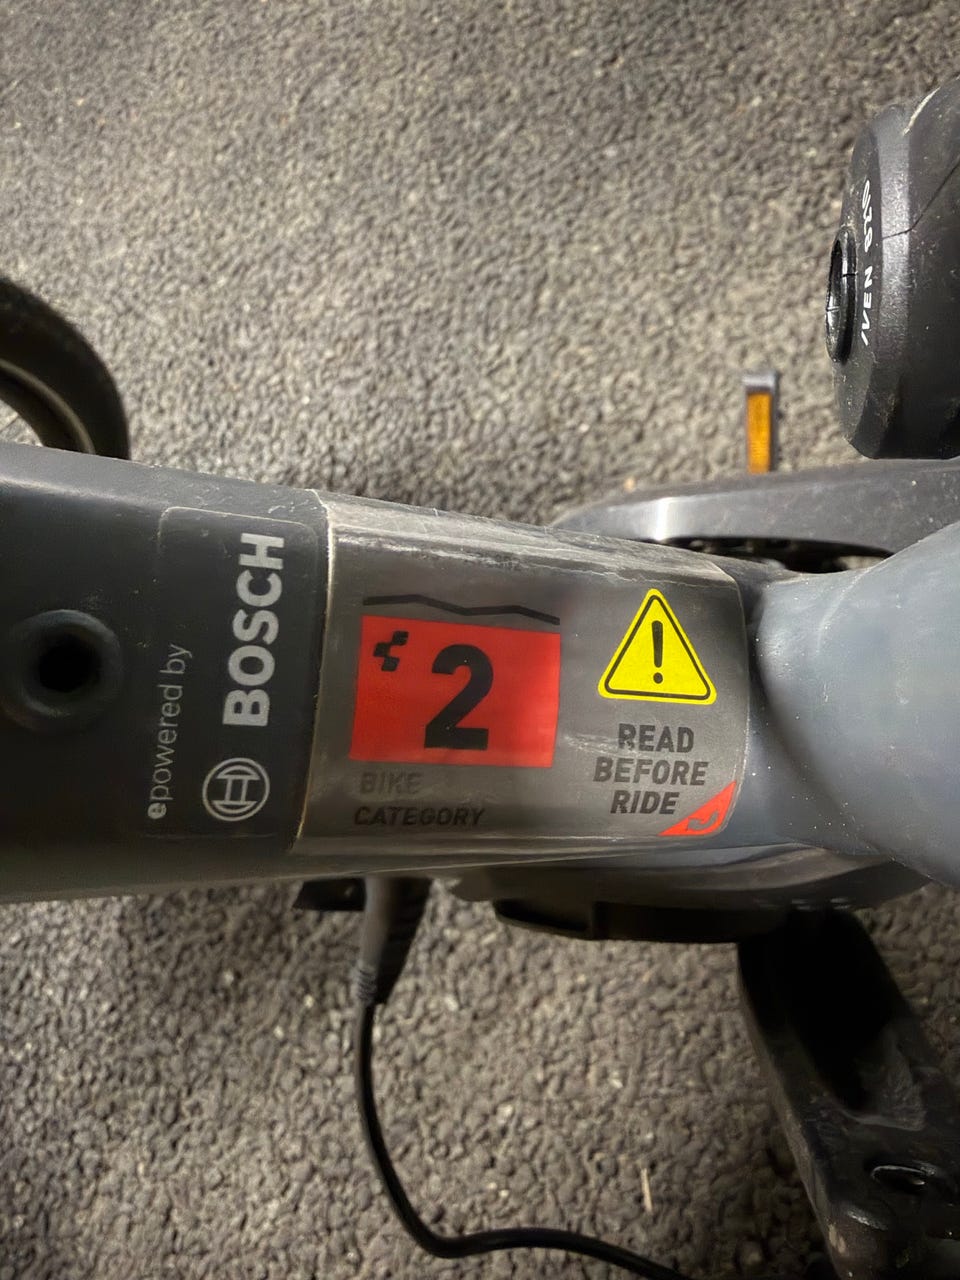 epowered by
BOSCH
2
BIKE
CATEGORY
READ
BEFORE
RIDE